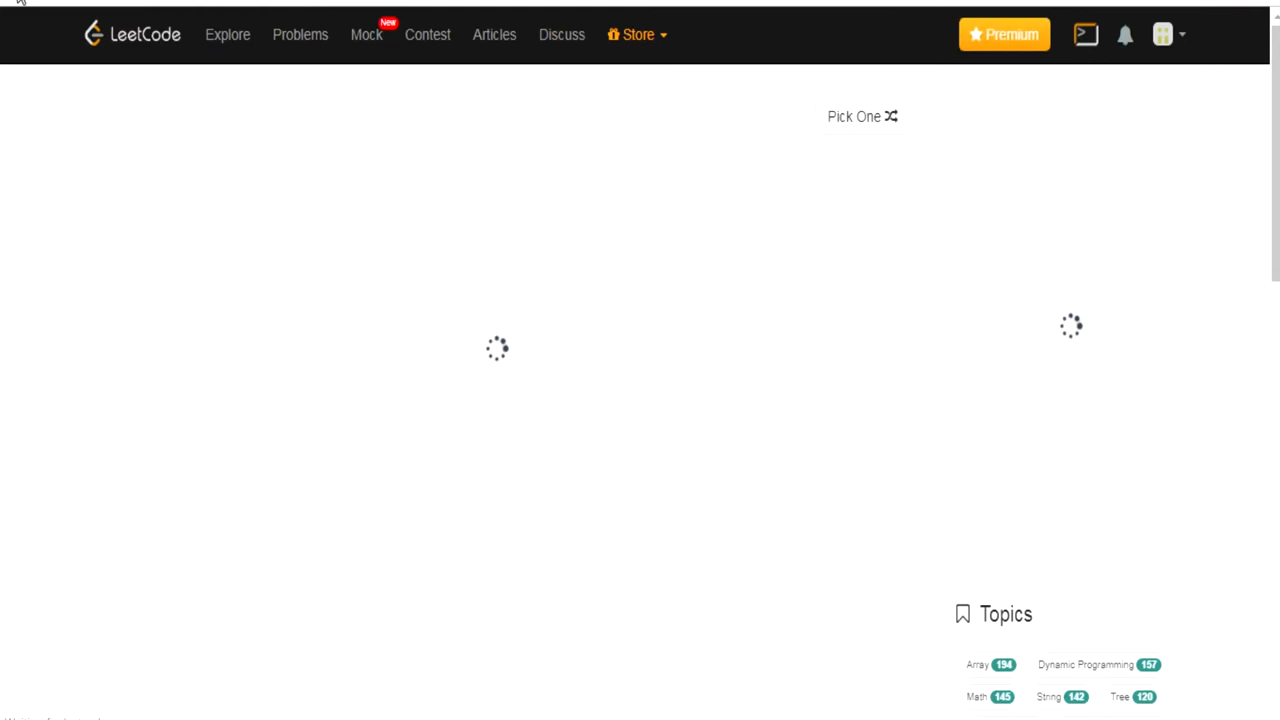 LeetCode Explore Problems Mock New Contest Articles Discuss Store Premium
Pick One
Topics
Array 194 Dynamic Programming 157
Math 145 String 142 Tree 120